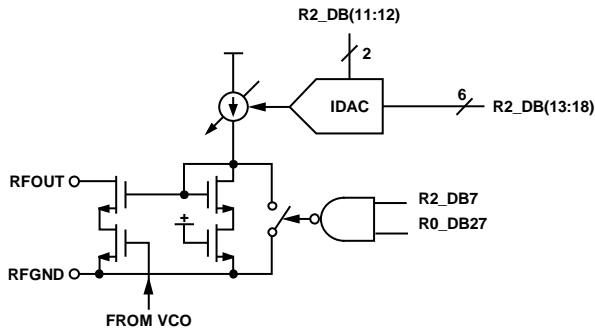 R2_DB(11:12)
2
IDAC
6
R2_DB(13:18)
RFOUT
R2_DB7
R0_DB27
+
RFGND
FROM VCO